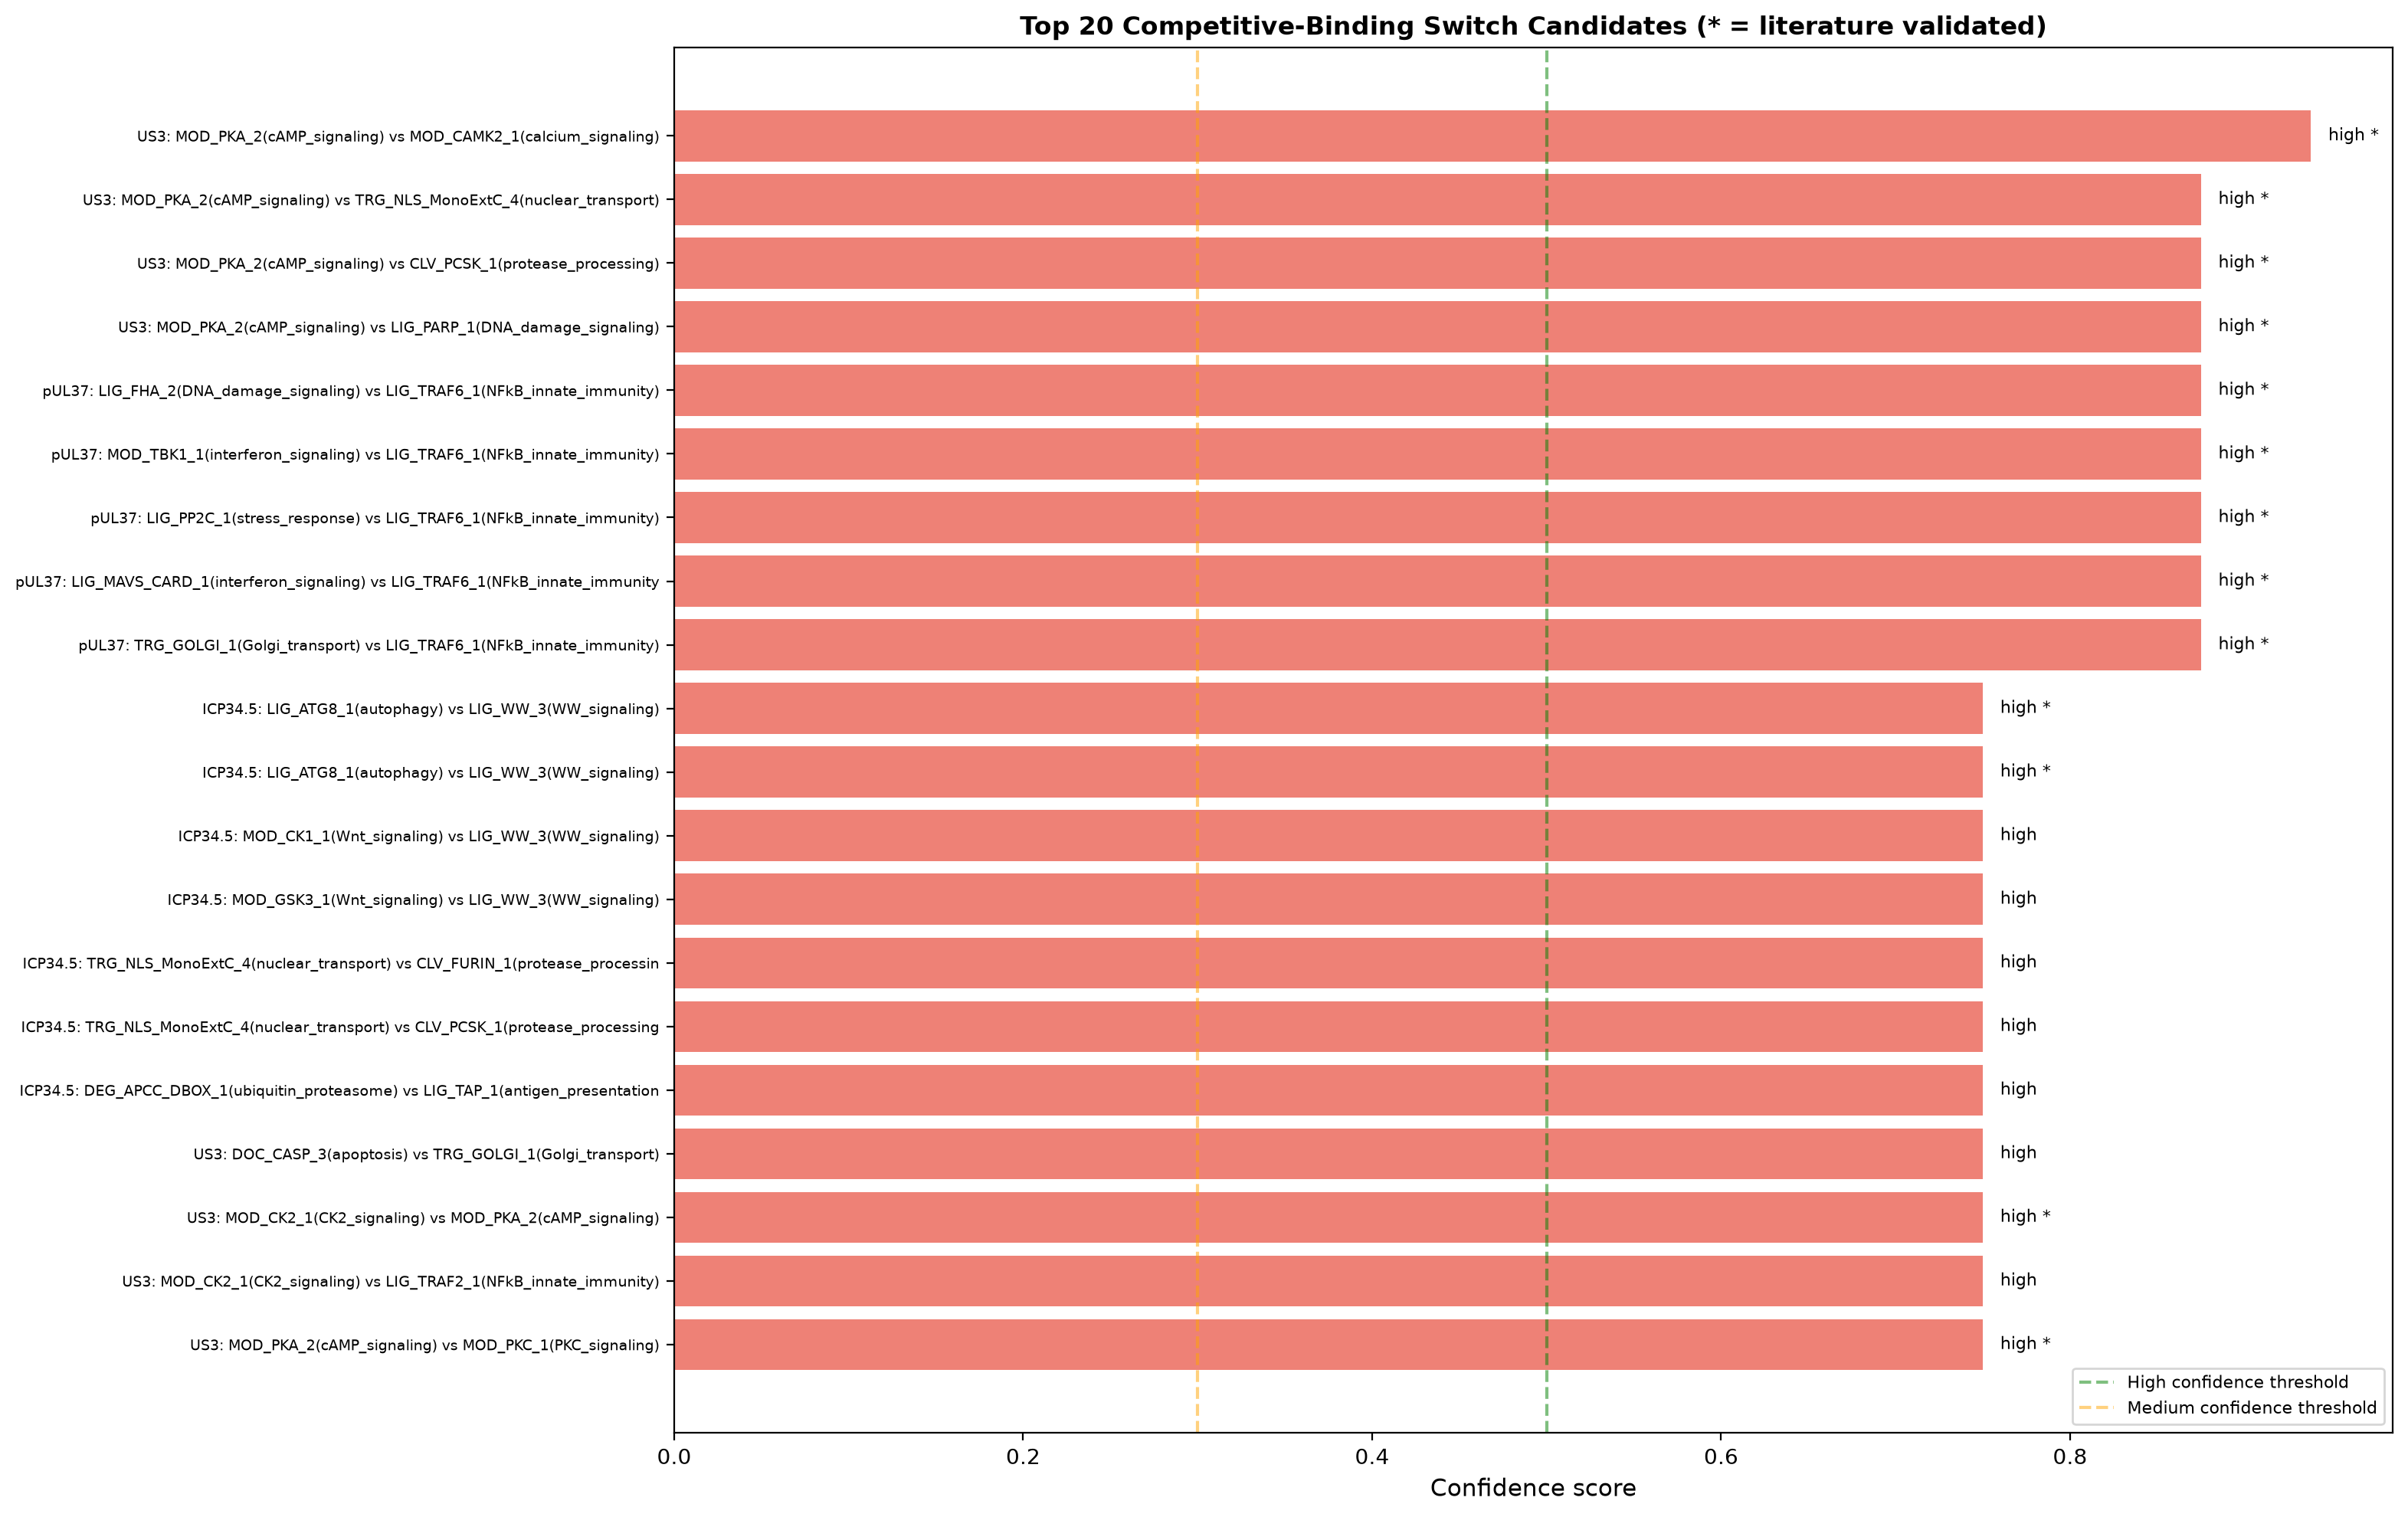 Top 20 Competitive-Binding Switch Candidates (* = literature validated)
US3: MOD_PKA_2(cAMP_signaling) vs MOD_CAMK2_1(calcium_signaling)
high *
US3: MOD_PKA_2(cAMP_signaling) vs TRG_NLS_MonoExtC_4(nuclear_transport)
high *
US3: MOD_PKA_2(cAMP_signaling) vs CLV_PCSK_1(protease_processing)
high *
US3: MOD_PKA_2(cAMP_signaling) vs LIG_PARP_1(DNA_damage_signaling)
high *
pUL37: LIG_FHA_2(DNA_damage_signaling) vs LIG_TRAF6_1(NFkB_innate_immunity)
high *
pUL37: MOD_TBK1_1(interferon_signaling) vs LIG_TRAF6_1(NFkB_innate_immunity)
high *
pUL37: LIG_PP2C_1(stress_response) vs LIG_TRAF6_1(NFkB_innate_immunity)
high *
pUL37: LIG_MAVS_CARD_1(interferon_signaling) vs LIG_TRAF6_1(NFkB_innate_immunity
high *
pUL37: TRG_GOLGI_1(Golgi_transport) vs LIG_TRAF6_1(NFkB_innate_immunity)
high *
ICP34.5: LIG_ATG8_1(autophagy) vs LIG_WW_3(WW_signaling)
high *
ICP34.5: LIG_ATG8_1(autophagy) vs LIG_WW_3(WW_signaling)
high *
ICP34.5: MOD_CK1_1(Wnt_signaling) vs LIG_WW_3(WW_signaling)
high
ICP34.5: MOD_GSK3_1(Wnt_signaling) vs LIG_WW_3(WW_signaling)
high
ICP34.5: TRG_NLS_MonoExtC_4(nuclear_transport) vs CLV_FURIN_1(protease_processin
high
ICP34.5: TRG_NLS_MonoExtC_4(nuclear_transport) vs CLV_PCSK_1(protease_processing
high
ICP34.5: DEG_APCC_DBOX_1(ubiquitin_proteasome) vs LIG_TAP_1(antigen_presentation
high
US3: DOC_CASP_3(apoptosis) vs TRG_GOLGI_1(Golgi_transport)
high
US3: MOD_CK2_1(CK2_signaling) vs MOD_PKA_2(cAMP_signaling)
high *
US3: MOD_CK2_1(CK2_signaling) vs LIG_TRAF2_1(NFkB_innate_immunity)
high
US3: MOD_PKA_2(cAMP_signaling) vs MOD_PKC_1(PKC_signaling)
high *
High confidence threshold
Medium confidence threshold
0.0 0.2 0.4 0.6 0.8
Confidence score